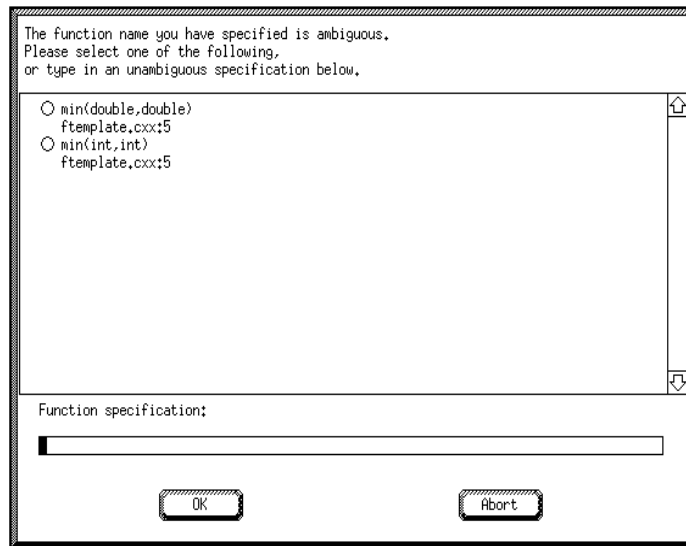 The function name you have specified is ambiguous.
Please select one of the following,
or type in an unambiguous specification below.
min(double,double)
ftemplate.cxx:5
min(int,int)
ftemplate.cxx:5
Function specification:
OK
Abort